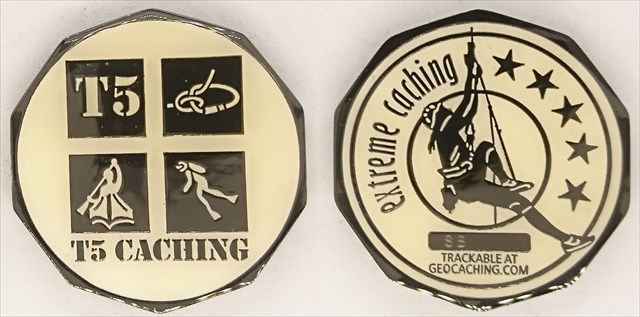 T5
T5 CACHING
extreme caching
TRACKABLE AT
GEOCACHING.COM